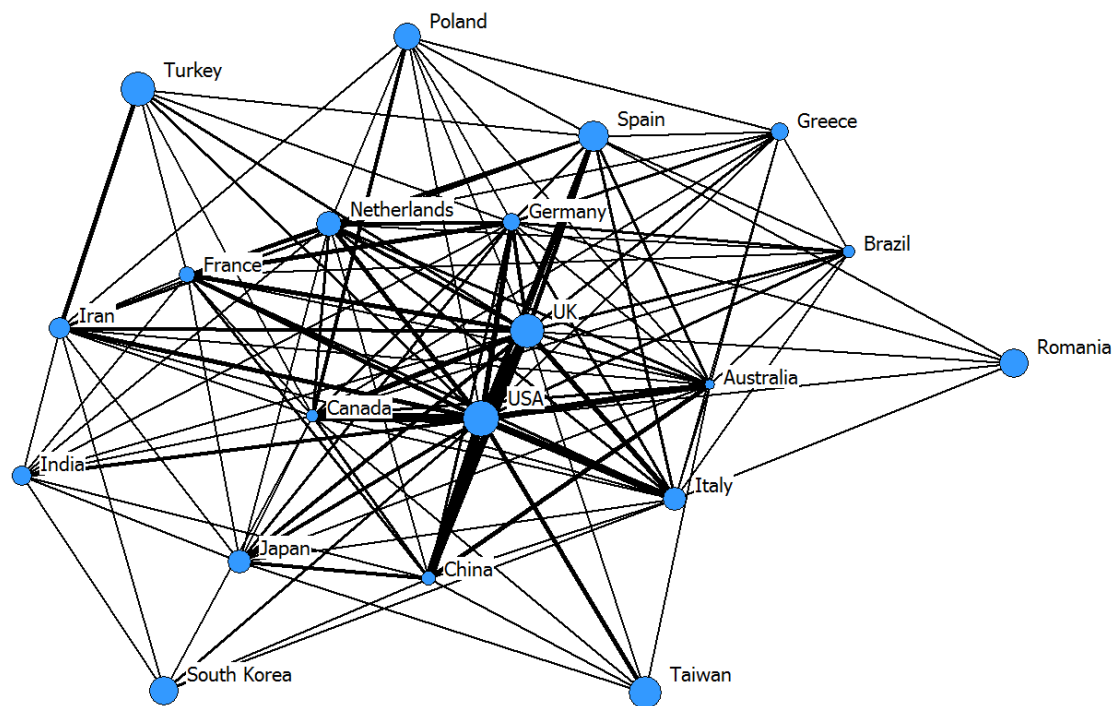 Poland
Turkey
Spain
Greece
Netherlands
Germany
Brazil
France
Iran
UK
Romania
Australia
USA
Canada
India
Italy
Japan
China
South Korea
Taiwan